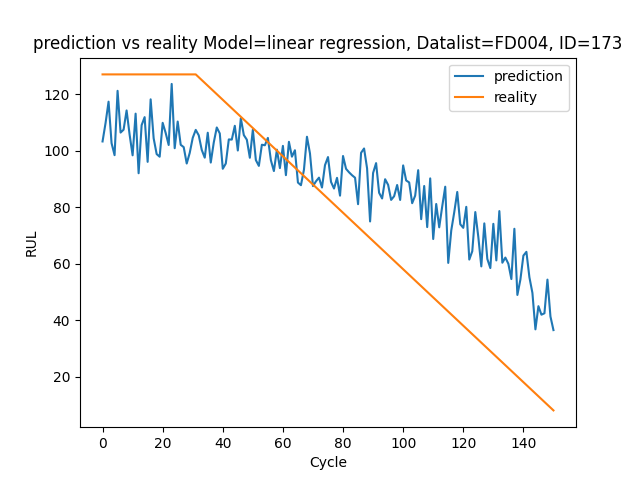 prediction vs reality Model=linear regression, Datalist=FD004, ID=173
prediction
reality
120
100
80
60
40
20
RUL
0 20 40 60 80 100 120 140
Cycle